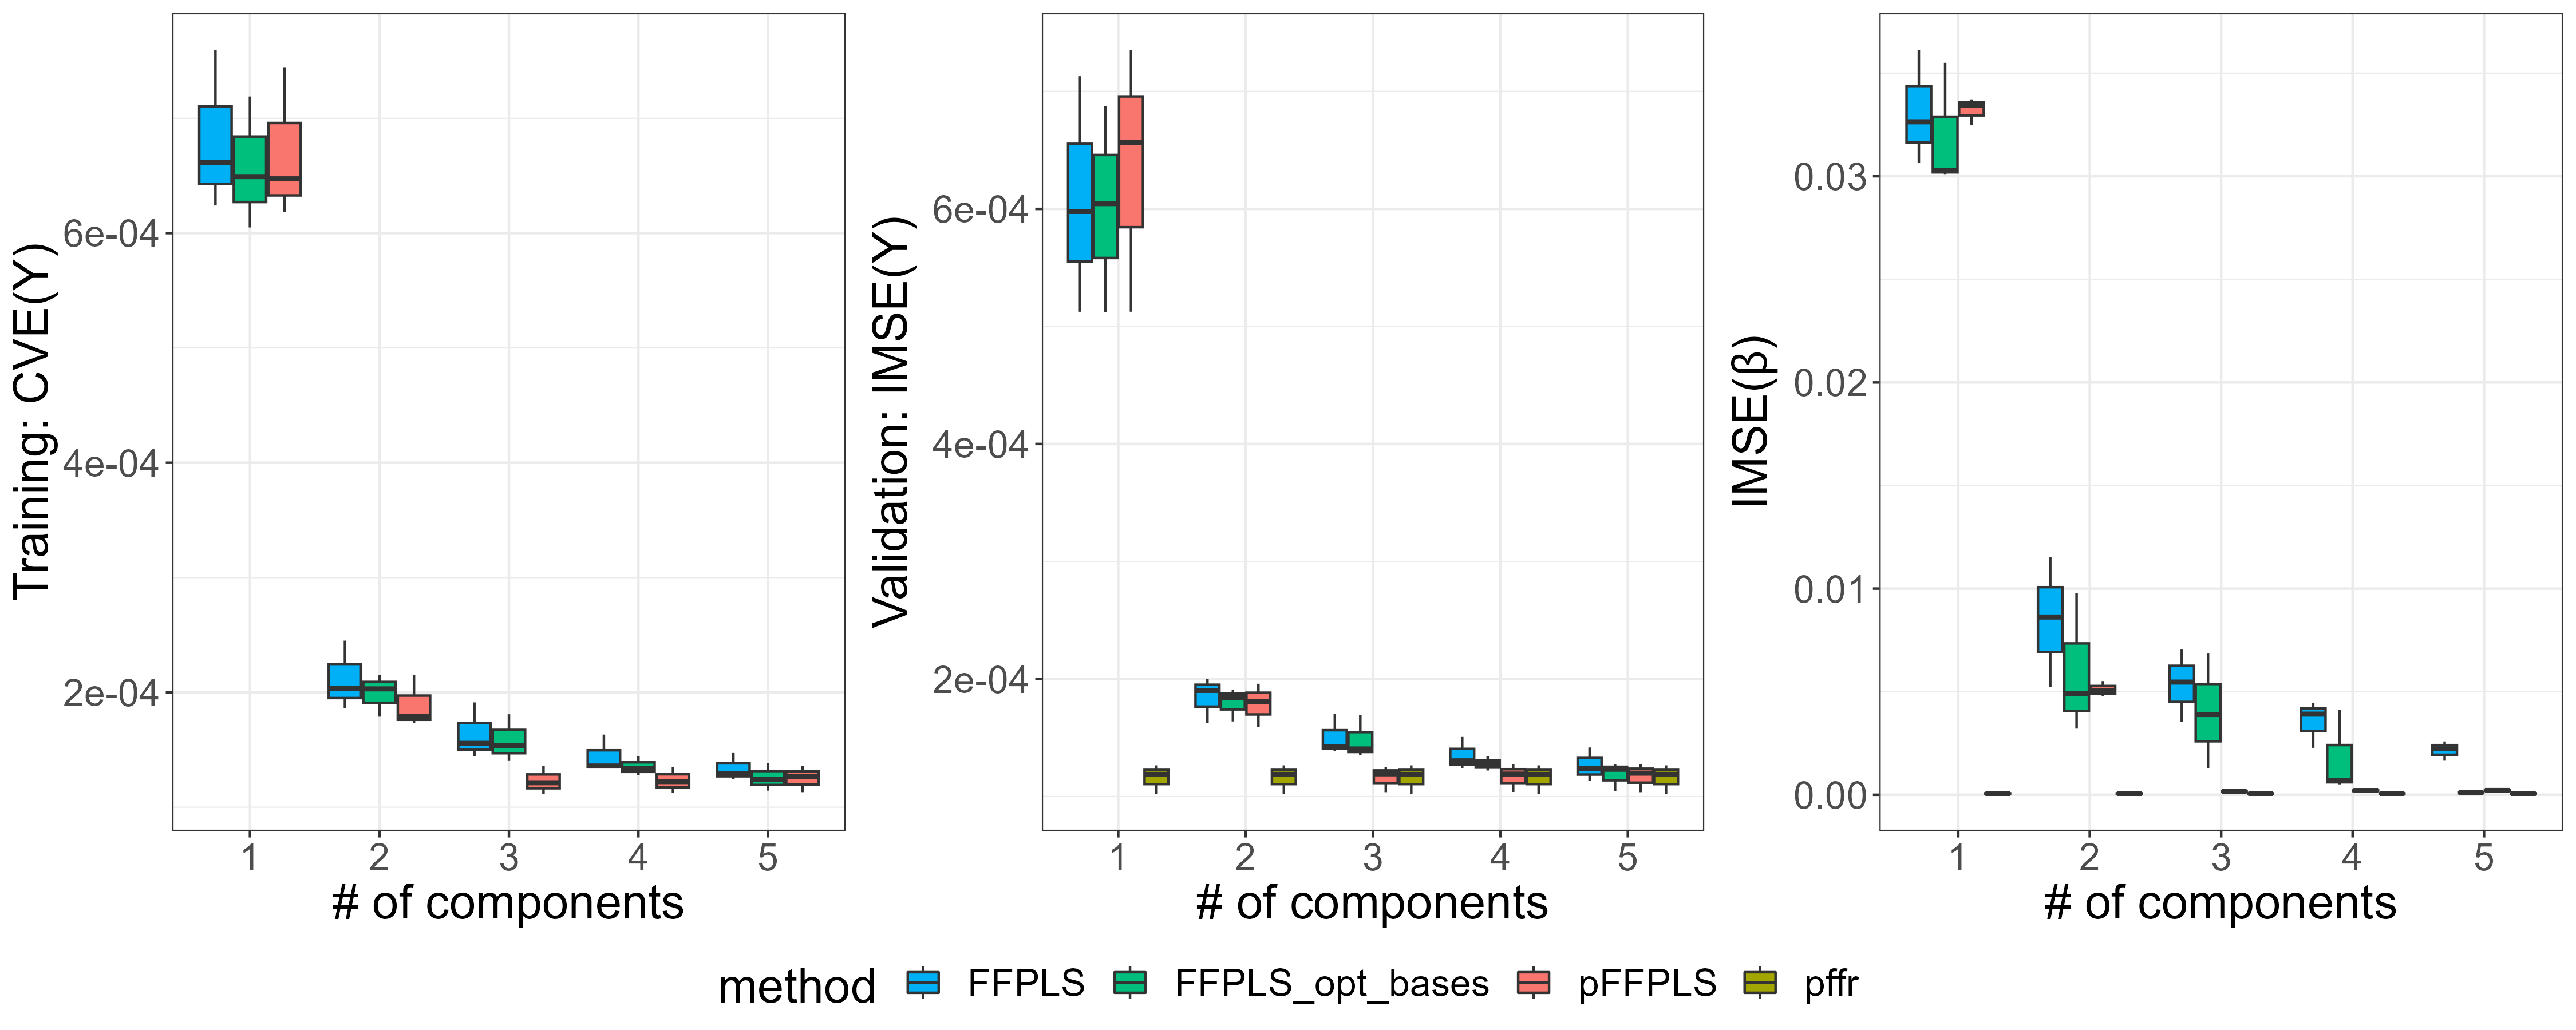 Training: CVE(Y)
6e-04
4e-04
2e-04
1 2 3 4 5
# of components
Validation: IMSE(Y)
6e-04
4e-04
2e-04
1 2 3 4 5
# of components
IMSE(β)
0.03
0.02
0.01
0.00
1 2 3 4 5
# of components
method FFPLS FFPLS_opt_bases pFFPLS pffr